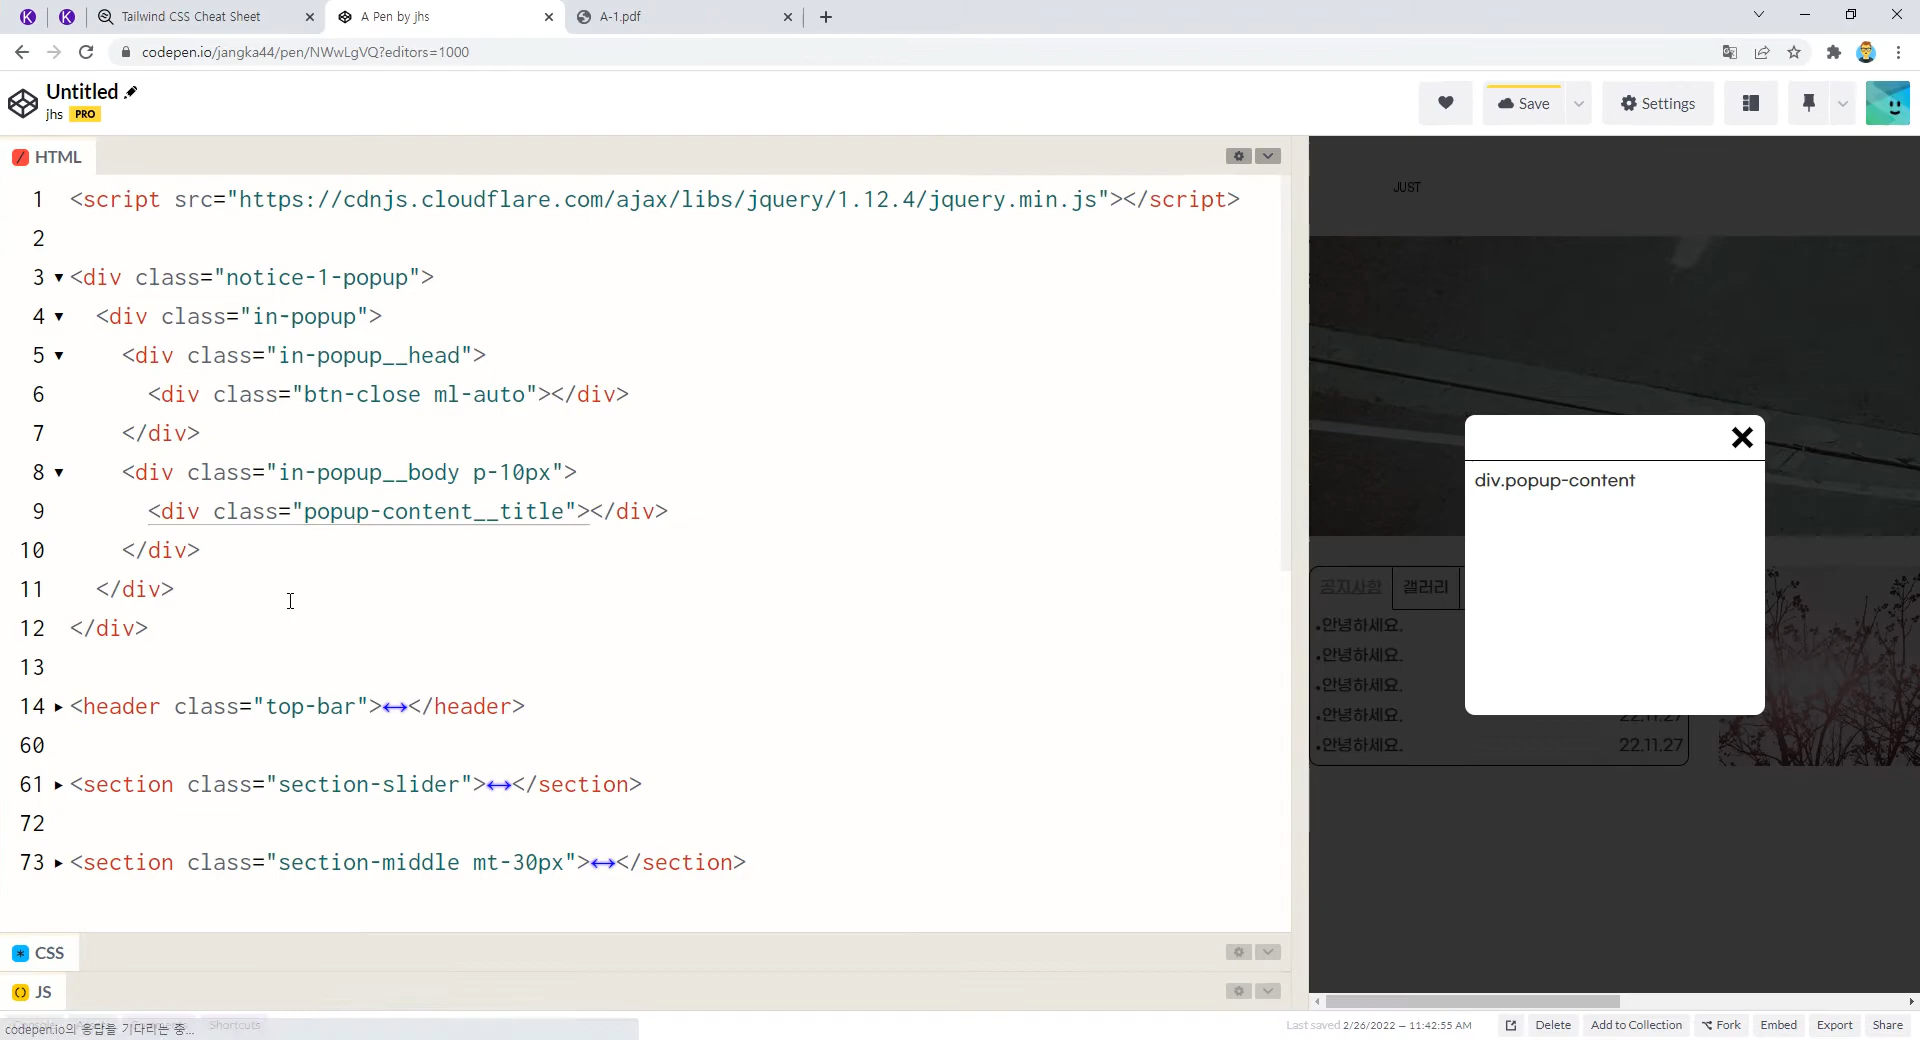 Tailwind CSS Cheat Sheet
A Pen by jhs
A-1.pdf
codepen.io/jangka44/pen/NWwLgVQ?editors=1000
Untitled
jhs PRO
Save
Settings
HTML
1 <script src="https://cdnjs.cloudflare.com/ajax/libs/jquery/1.12.4/jquery.min.js"></script>
2
3 <div class="notice-1-popup">
4 <div class="in-popup">
5 <div class="in-popup__head">
6 <div class="btn-close ml-auto"></div>
7 </div>
8 <div class="in-popup__body p-10px">
9 <div class="popup-content__title"></div>
10 </div>
11 </div>
12 </div>
13
14 <header class="top-bar"></header>
60
61 <section class="section-slider"></section>
72
73 <section class="section-middle mt-30px"></section>
CSS
JS
JUST
div.popup-content
공지사항 갤러리
•안녕하세요.
•안녕하세요.
•안녕하세요.
•안녕하세요. 22.11.27
•안녕하세요. 22.11.27
codepen.io의 응답을 기다리는 중...
Shortcuts
Last saved 2/26/2022 — 11:42:55 AM
Delete
Add to Collection
Fork
Embed
Export
Share